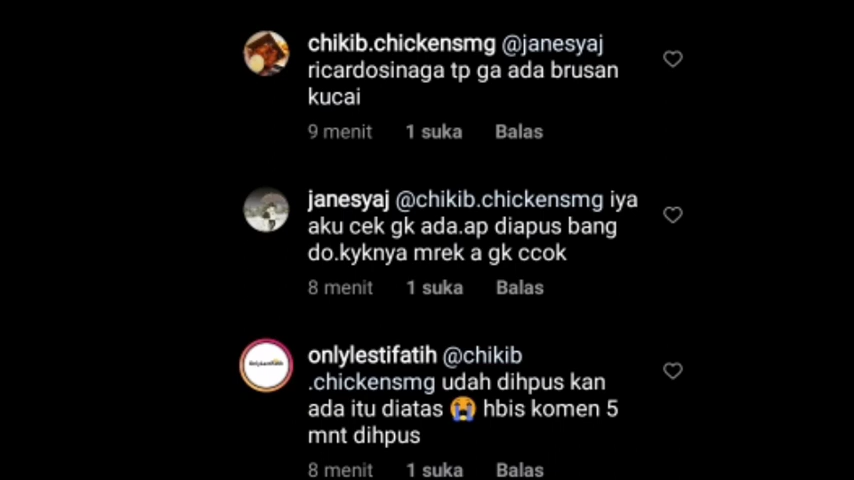 chikib.chickensmg @janesyaj
ricardosinaga tp ga ada brusan
kucai
9 menit 1 suka Balas
janesyaj @chikib.chickensmg iya
aku cek gk ada.ap diapus bang
do.kyknya mrek a gk ccok
8 menit 1 suka Balas
onlylestifatih @chikib
.chickensmg udah dihpus kan
ada itu diatas 😭 hbis komen 5
mnt dihpus
8 menit 1 suka Balas